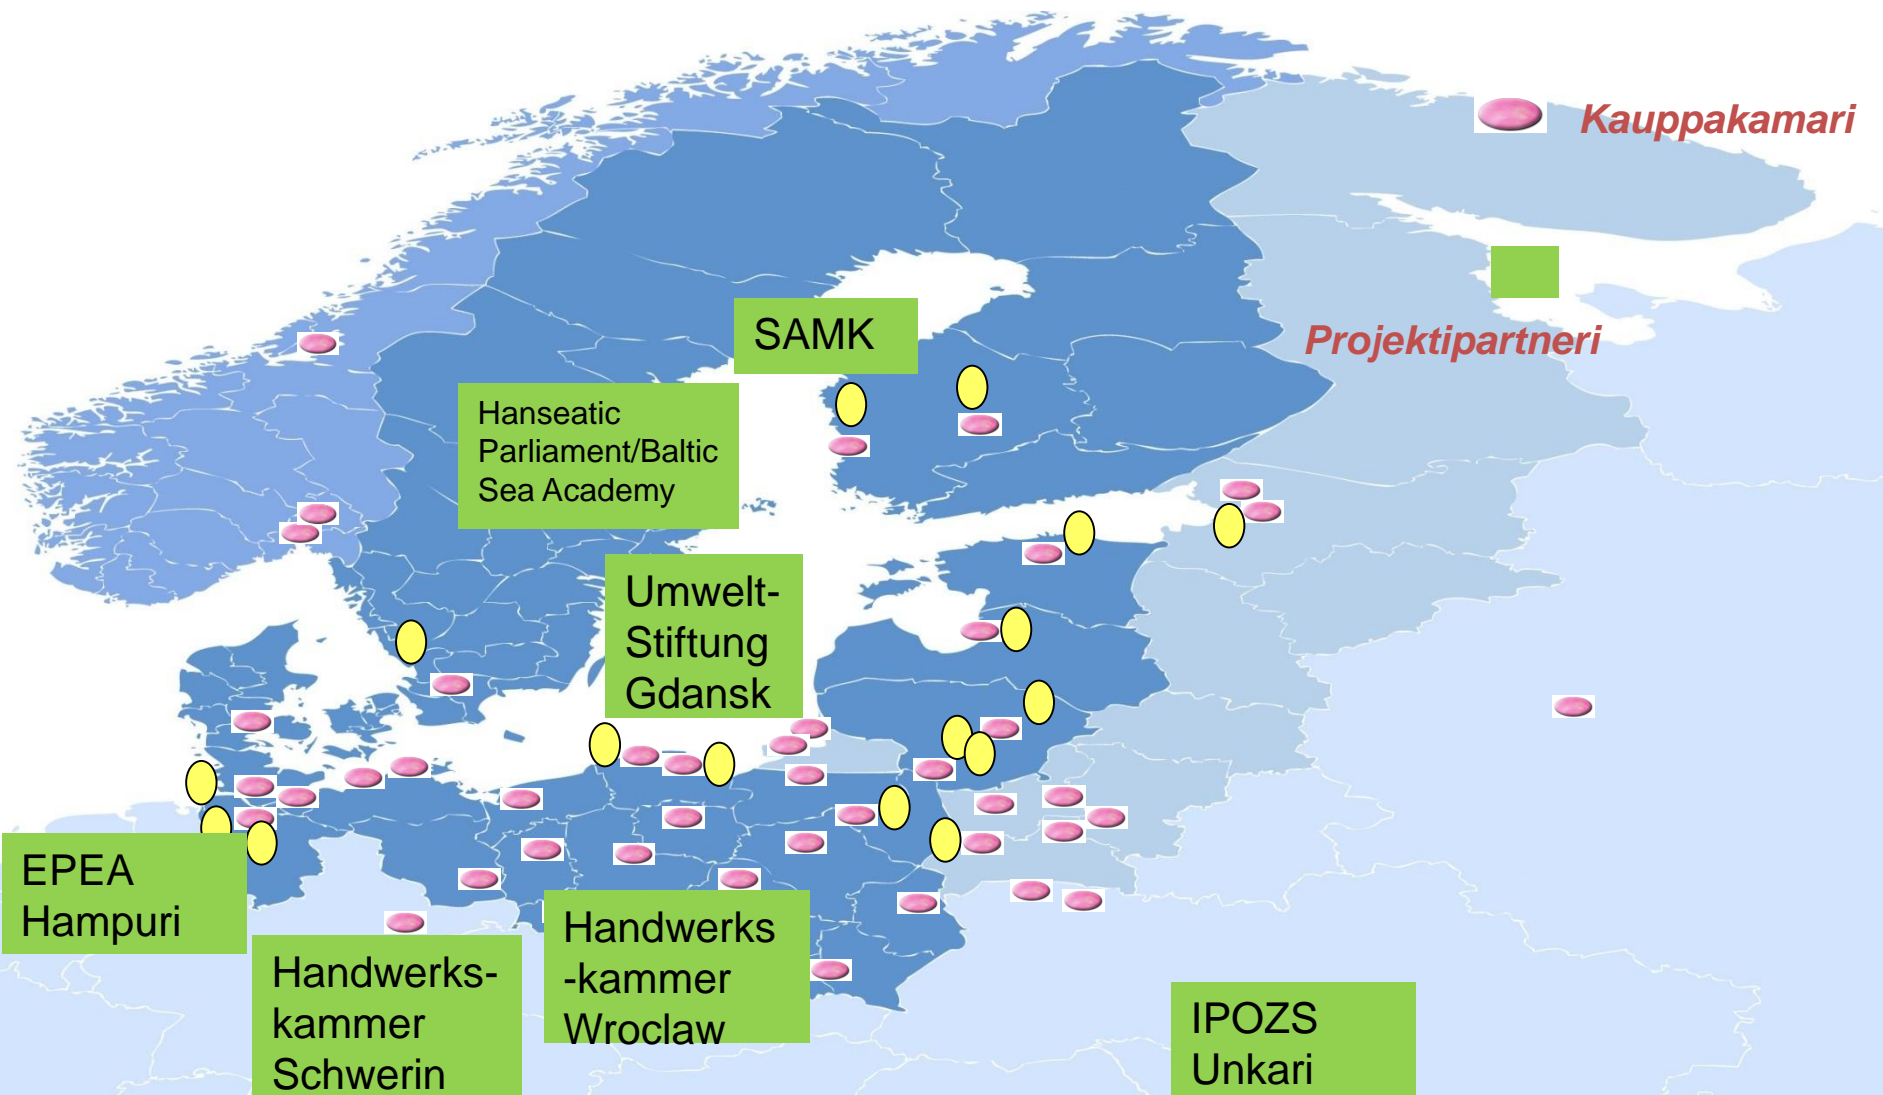 Kauppakamari
Projektipartneri
SAMK
Hanseatic
Parliament/Baltic
Sea Academy
Umwelt-
Stiftung
Gdansk
EPEA
Hampuri
Handwerks-
kammer
Schwerin
Handwerks
-kammer
Wroclaw
IPOZS
Unkari